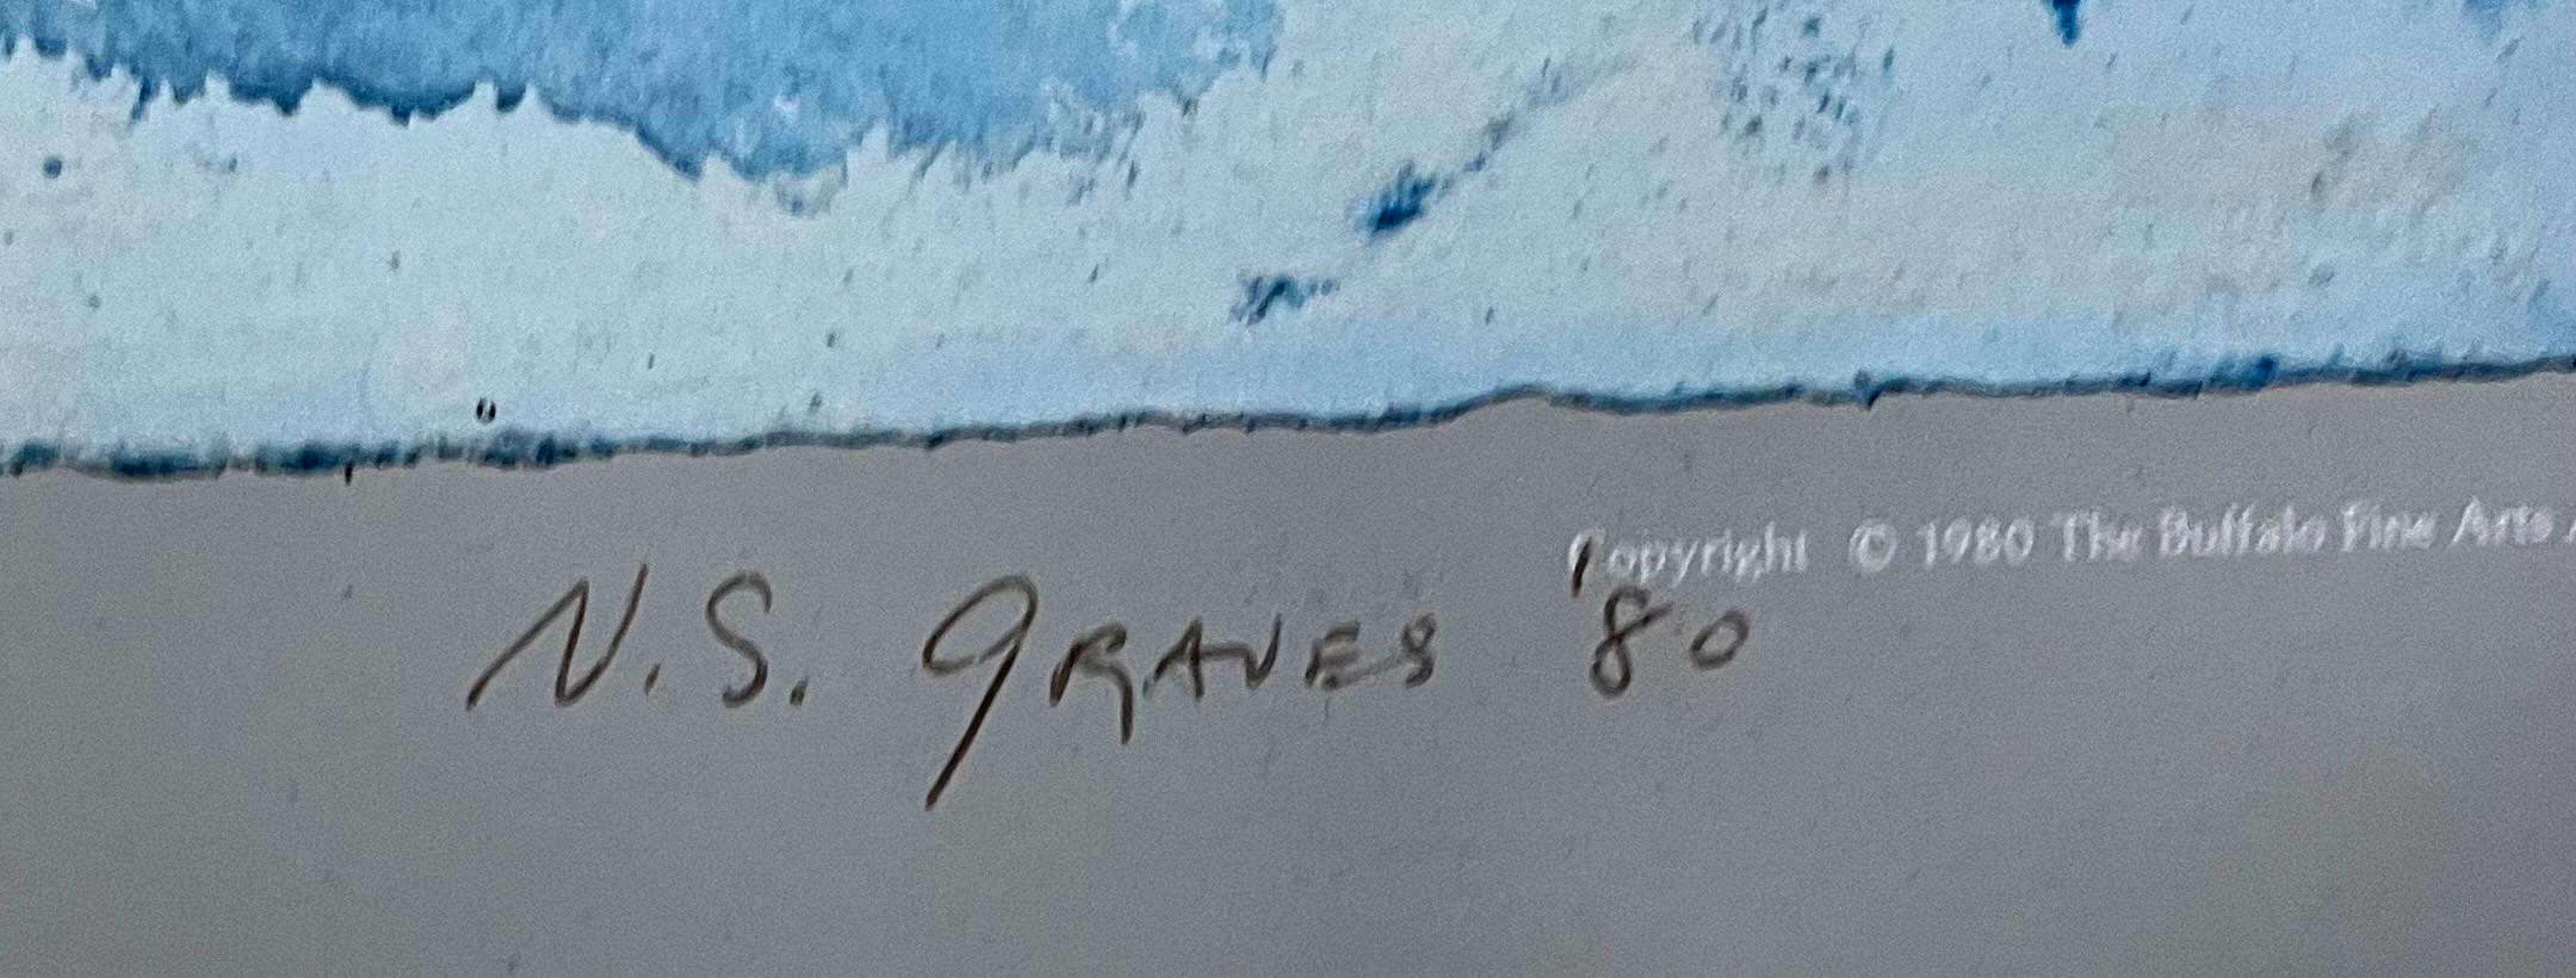 Copyright © 1980 The Buffalo Fine Arts
N.S. GRAVES '80